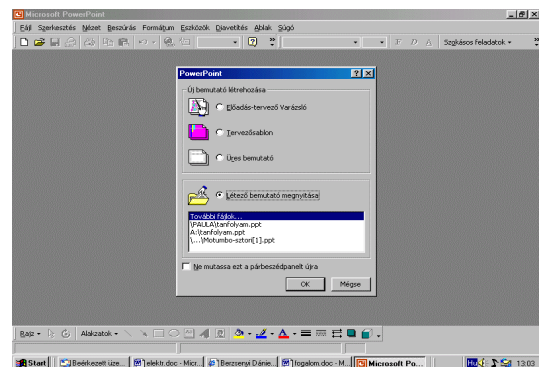 Microsoft PowerPoint
Fájl Szerkesztés Nézet Beszúrás Formátum Eszközök Diavetítés Ablak Súgó
F D A Szokásos feladatok
PowerPoint
Új bemutató létrehozása
Előadás-tervező Varázsló
Tervezősablon
Üres bemutató
Létező bemutató megnyitása
További fájlok...
\PAULA\tanfolyam.ppt
A:\tanfolyam.ppt
\...\Motumbo-sztori[1].ppt
Ne mutassa ezt a párbeszédpanelt újra
OK Mégse
Rajz Alakzatok
Start Beérkezett üze... elektr.doc - Micr... Berzsenyi Dánie... fogalom.doc - M... Microsoft Po... Hu 13:03